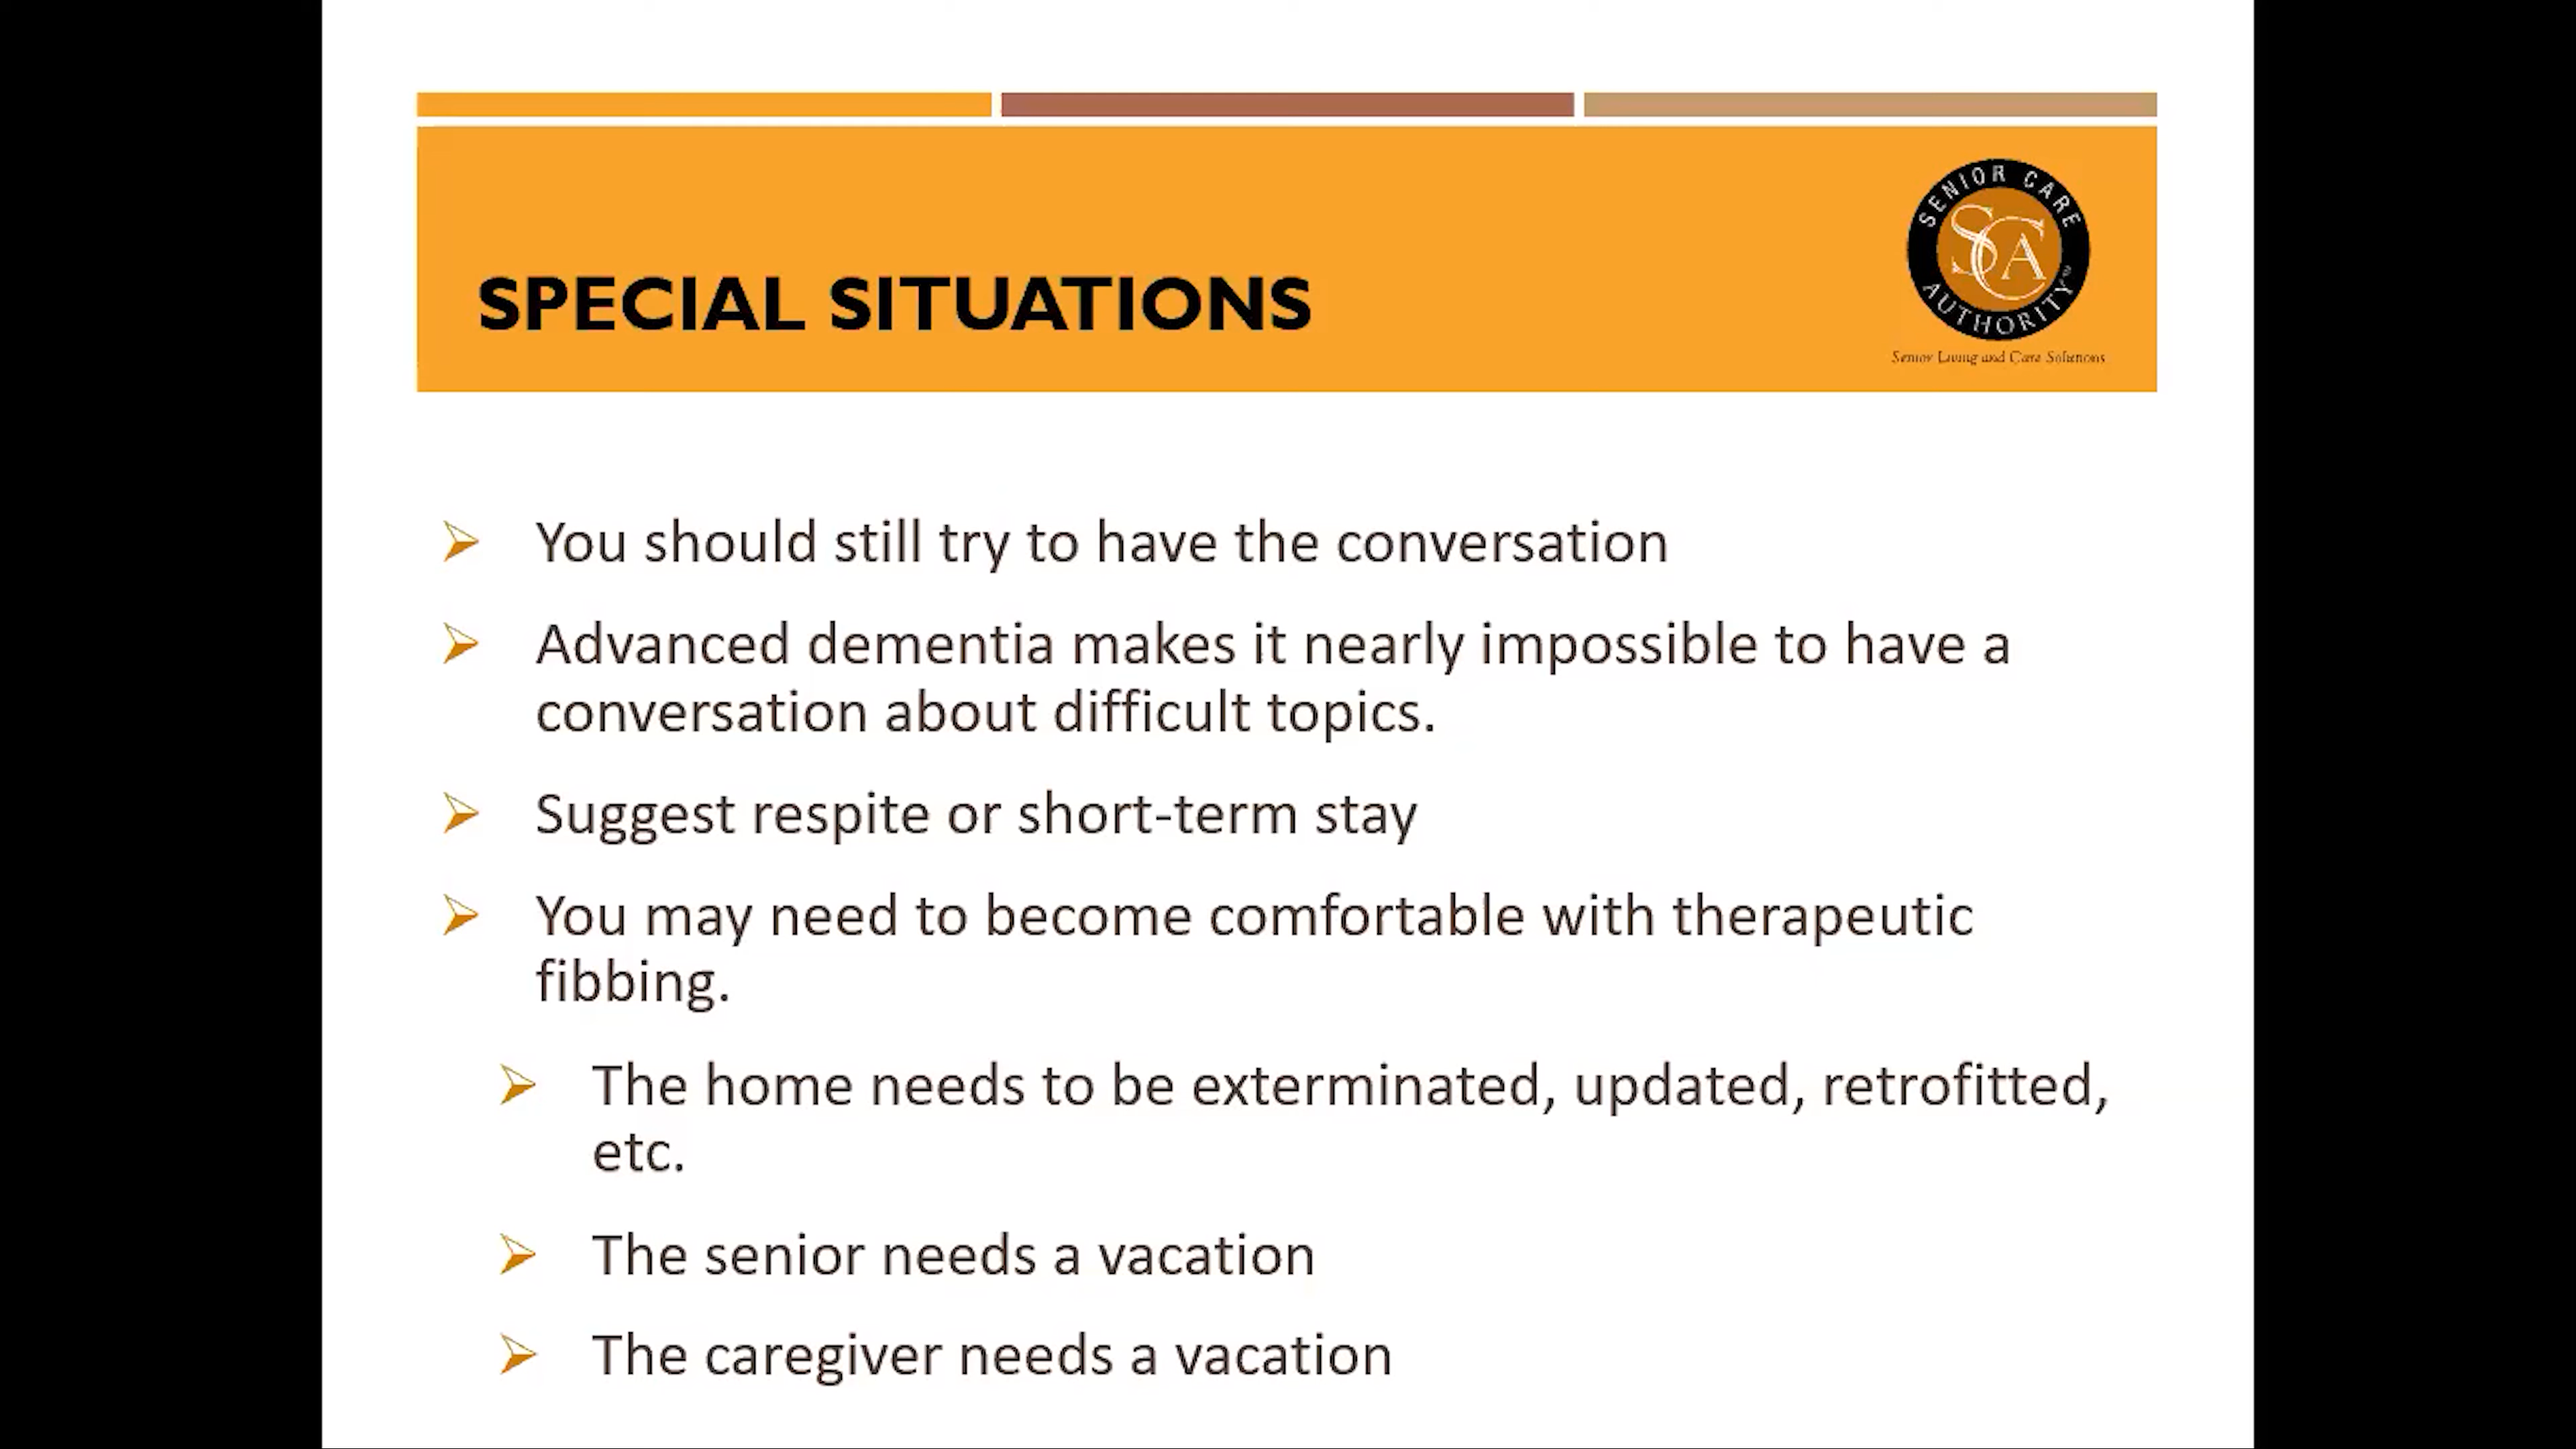 SENIOR CARE
SCA
AUTHORITY
Senior Living and Care Solutions
SPECIAL SITUATIONS
You should still try to have the conversation
Advanced dementia makes it nearly impossible to have a
conversation about difficult topics.
Suggest respite or short-term stay
You may need to become comfortable with therapeutic
fibbing.
The home needs to be exterminated, updated, retrofitted,
etc.
The senior needs a vacation
The caregiver needs a vacation